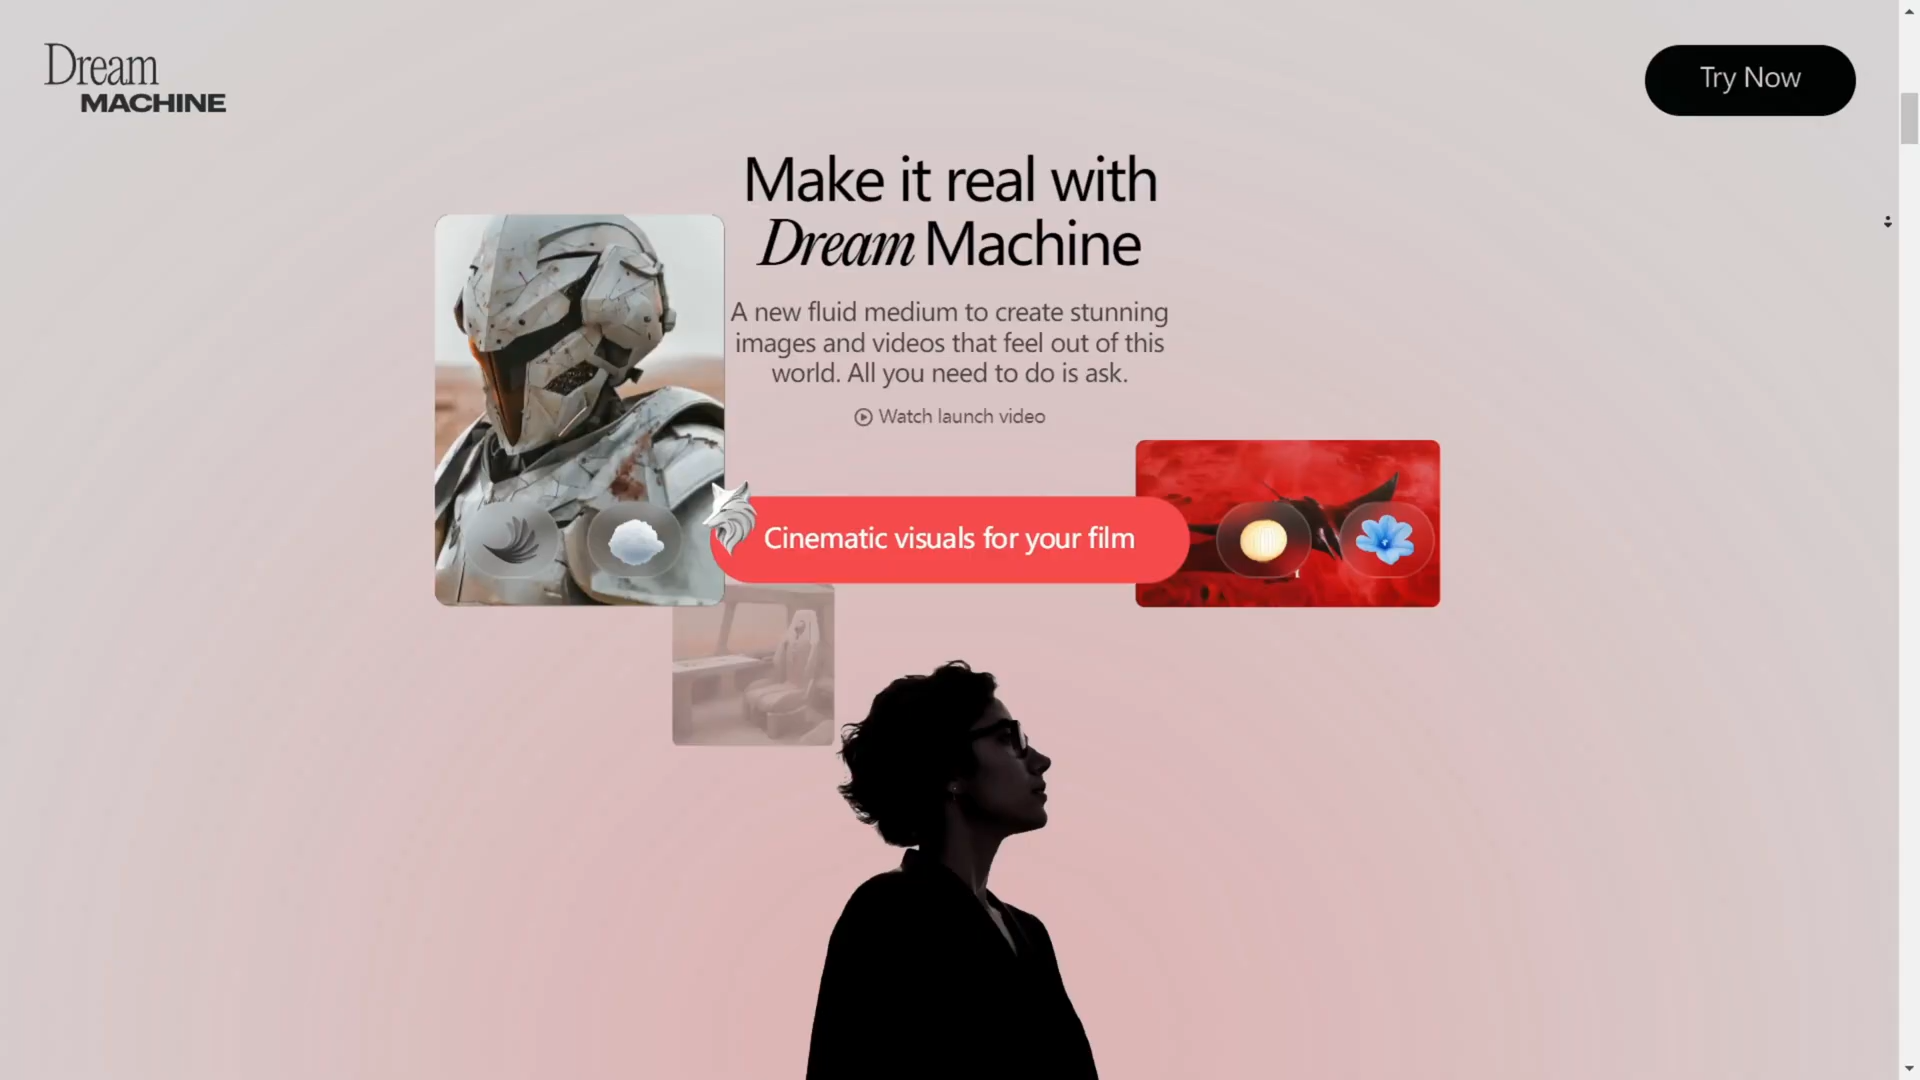 Dream
MACHINE
Try Now
Make it real with
Dream Machine
A new fluid medium to create stunning
images and videos that feel out of this
world. All you need to do is ask.
Watch launch video
Cinematic visuals for your film